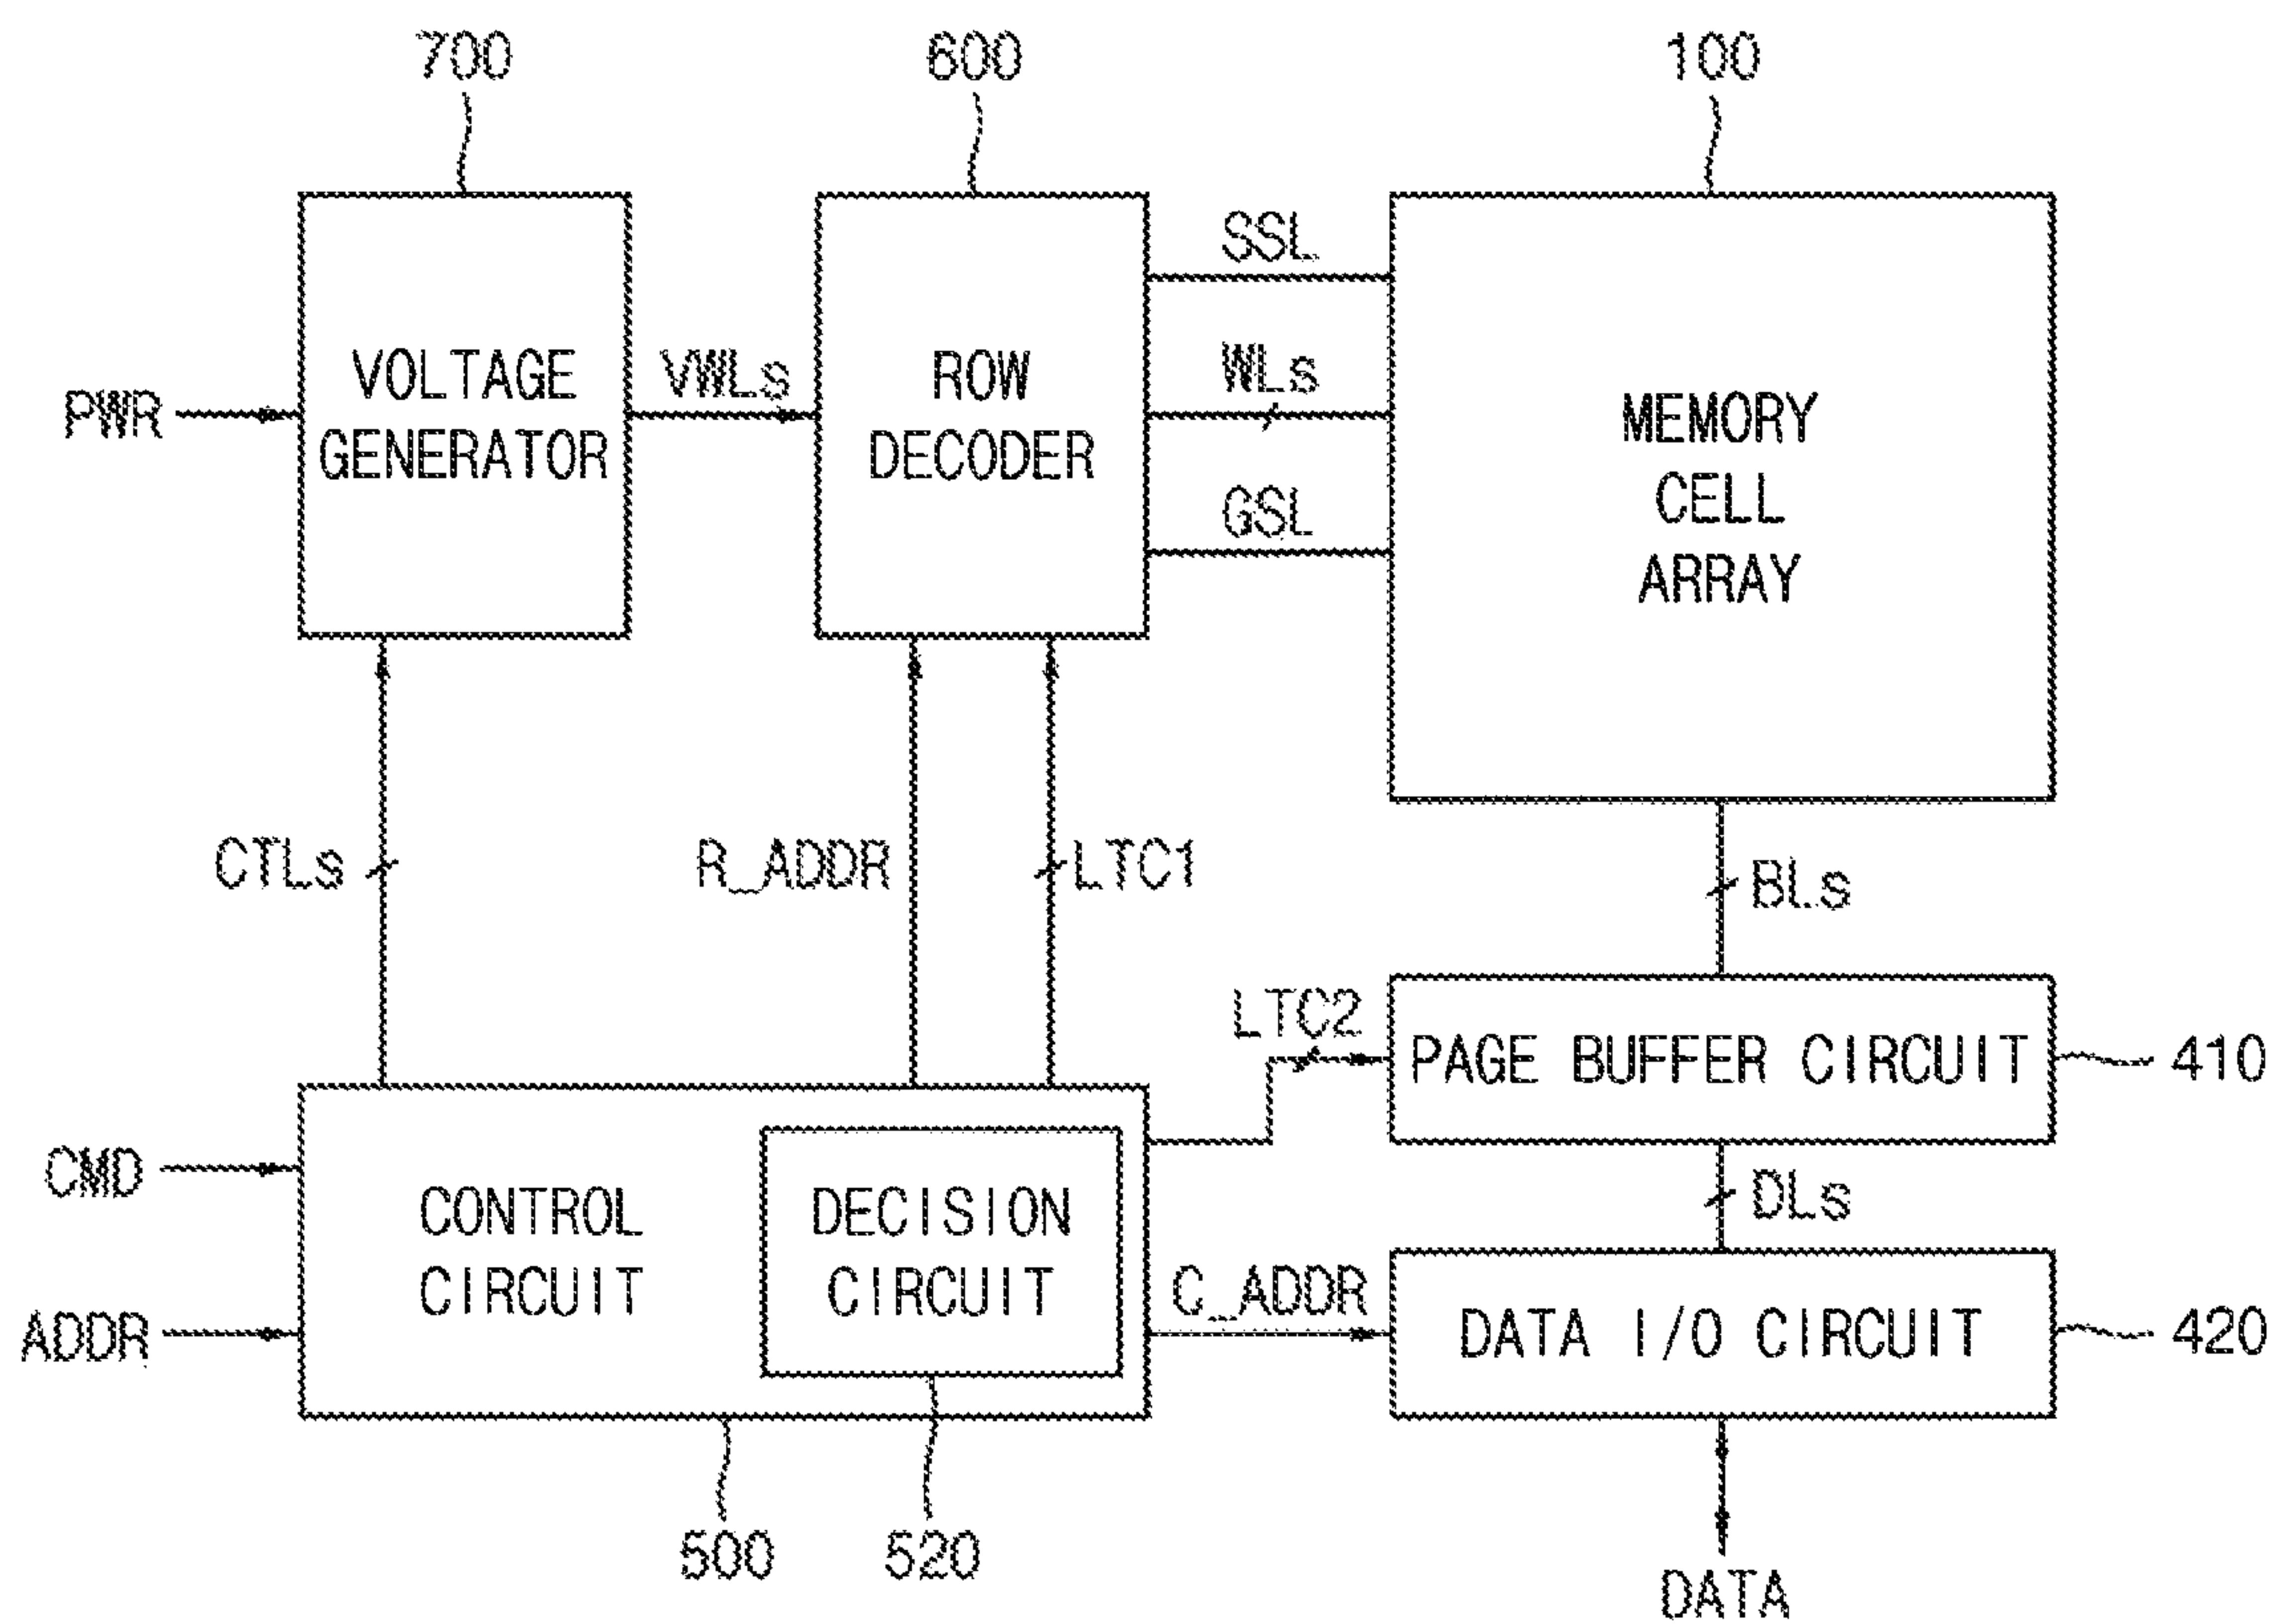 700
600
100
SSL
VOLTAGE
GENERATOR
VWLs
ROW
DECODER
WLs
PWR
MEMORY
CELL
ARRAY
GSL
CTLs
R_ADDR
LTC1
BLs
LTC2
PAGE BUFFER CIRCUIT
410
CMD
CONTROL
CIRCUIT
DECISION
CIRCUIT
DLs
ADDR
C_ADDR
DATA I/O CIRCUIT
420
500
520
DATA